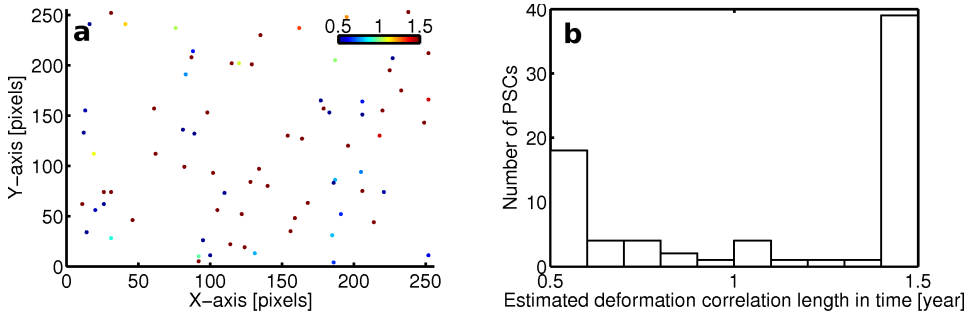 a
0.5 1 1.5
250
200
150
100
50
0
Y-axis [pixels]
0 50 100 150 200 250
X-axis [pixels]
b
40
30
20
10
0
Number of PSCs
0.5 1 1.5
Estimated deformation correlation length in time [year]